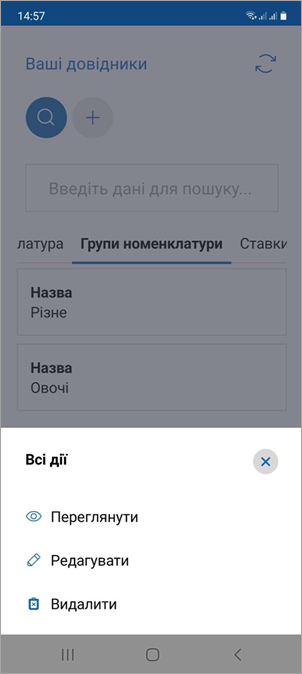 14:57
Ваші довідники
Введіть дані для пошуку...
латура Групи номенклатури Ставки
Назва
Різне
Назва
Овочі
Всі дії
Переглянути
Редагувати
Видалити